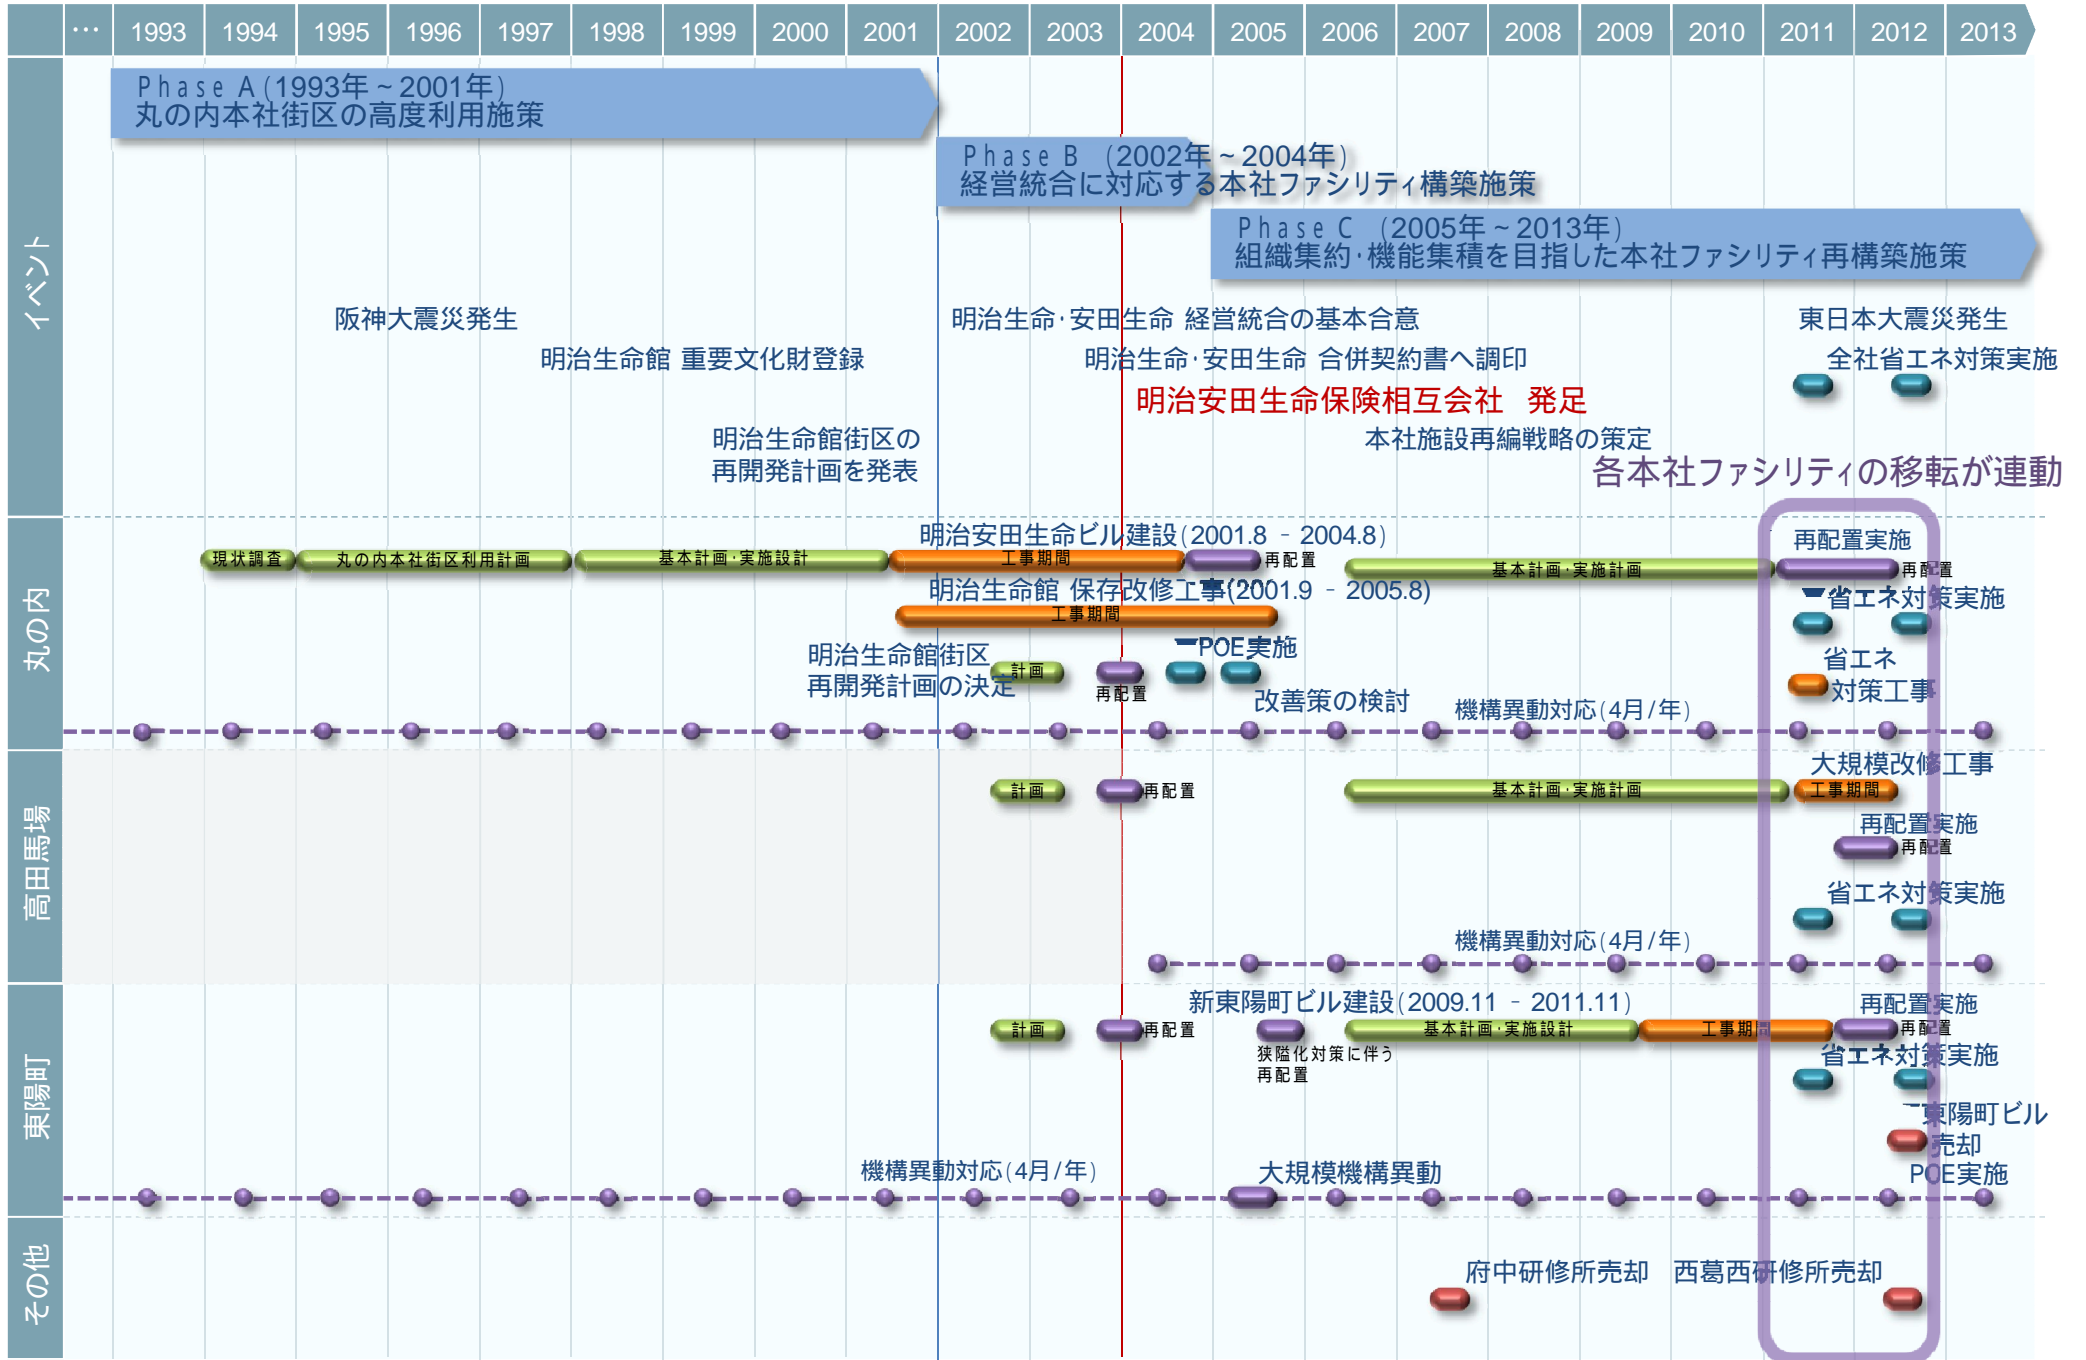 … 1993 1994 1995 1996 1997 1998 1999 2000 2001 2002 2003 2004 2005 2006 2007 2008 2009 2010 2011 2012 2013
イベント
Phase A (1993年~2001年)
丸の内本社街区の高度利用施策
Phase B (2002年~2004年)
経営統合に対応する本社ファシリティ構築施策
Phase C (2005年~2013年)
組織集約・機能集積を目指した本社ファシリティ再構築施策
阪神大震災発生
明治生命・安田生命 経営統合の基本合意
東日本大震災発生
明治生命館 重要文化財登録
明治生命・安田生命 合併契約書へ調印
全社省エネ対策実施
明治安田生命保険相互会社 発足
明治生命館街区の
再開発計画を発表
本社施設再編戦略の策定
各本社ファシリティの移転が連動
丸の内
明治安田生命ビル建設(2001.8 - 2004.8)
再配置実施
現状調査
丸の内本社街区利用計画
基本計画・実施設計
工事期間
再配置
基本計画・実施計画
再配置
明治生命館 保存改修工事(2001.9 - 2005.8)
省エネ対策実施
工事期間
POE実施
明治生命館街区
再開発計画の決定
計画
再配置
省エネ
対策工事
改善策の検討
機構異動対応(4月/年)
高田馬場
大規模改修工事
計画
再配置
基本計画・実施計画
工事期間
再配置実施
再配置
省エネ対策実施
機構異動対応(4月/年)
東陽町
新東陽町ビル建設(2009.11 - 2011.11)
再配置実施
計画
再配置
基本計画・実施設計
工事期間
再配置
狭隘化対策に伴う
再配置
省エネ対策実施
東陽町ビル
売却
機構異動対応(4月/年)
大規模機構異動
POE実施
その他
府中研修所売却
西葛西研修所売却